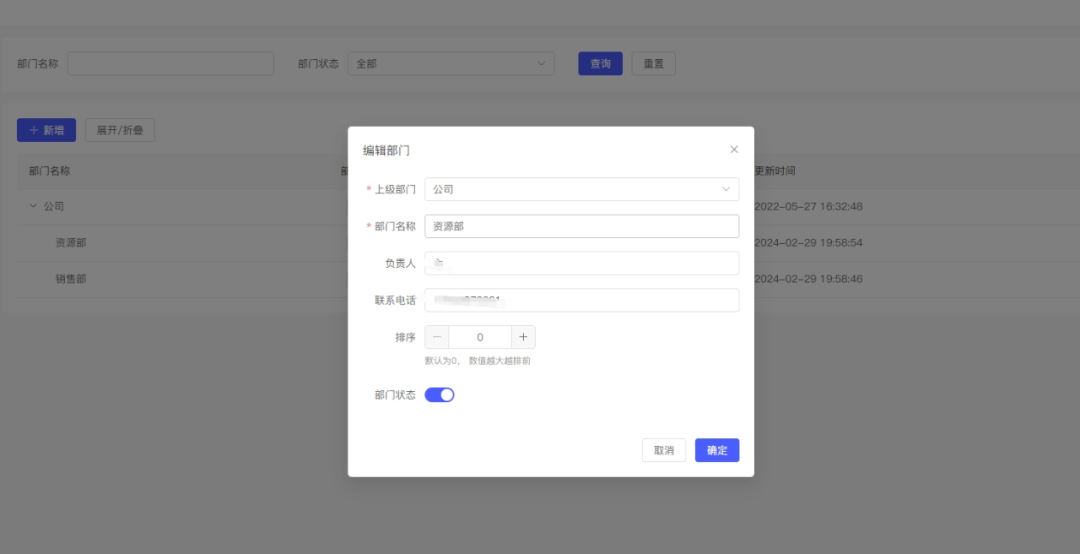 部门名称
部门状态 全部
查询 重置
+ 新增 展开/折叠
部门名称
更新时间
公司
2022-05-27 16:32:48
资源部
2024-02-29 19:58:54
销售部
2024-02-29 19:58:46
编辑部门
* 上级部门 公司
* 部门名称 资源部
负责人
联系电话
排序 0
默认为0， 数值越大越排前
部门状态
取消 确定